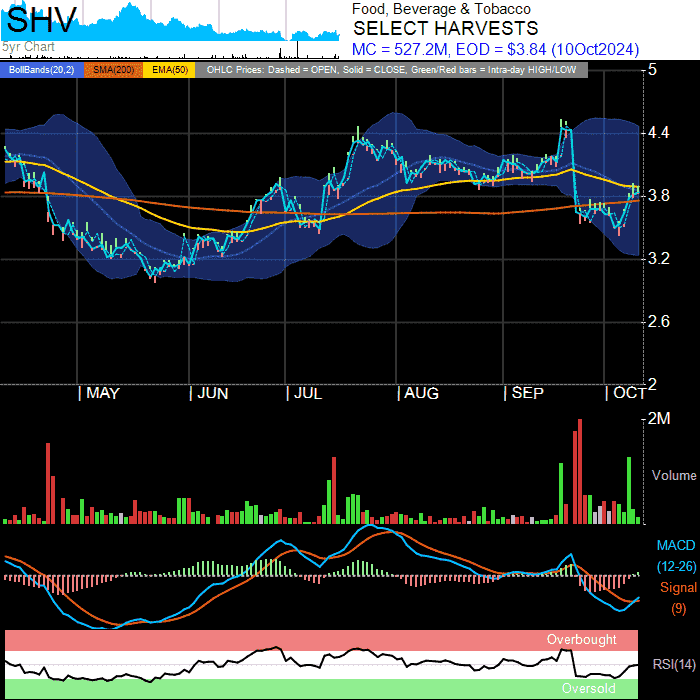 SHV
5yr Chart
Food, Beverage & Tobacco
SELECT HARVESTS
MC = 527.2M, EOD = $3.84 (10Oct2024)
BollBands(20,2) SMA(200) EMA(50) OHLC Prices: Dashed = OPEN, Solid = CLOSE, Green/Red bars = Intra-day HIGH/LOW
5
4.4
3.8
3.2
2.6
2
| MAY | JUN | JUL | AUG | SEP | OCT
2M
Volume
MACD
(12-26)
Signal
(9)
Overbought
RSI(14)
Oversold